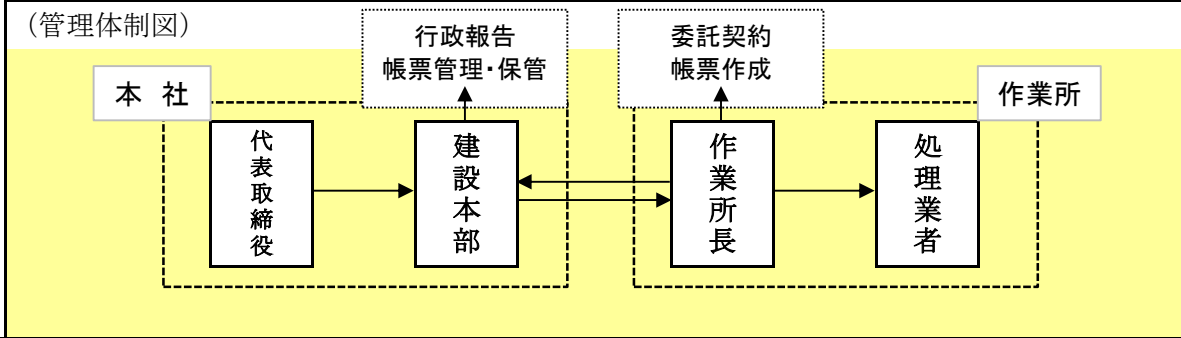 （管理体制図）
行政報告
帳票管理・保管
委託契約
帳票作成
本 社
作業所
代表取締役
建設本部
作業所長
処理業者